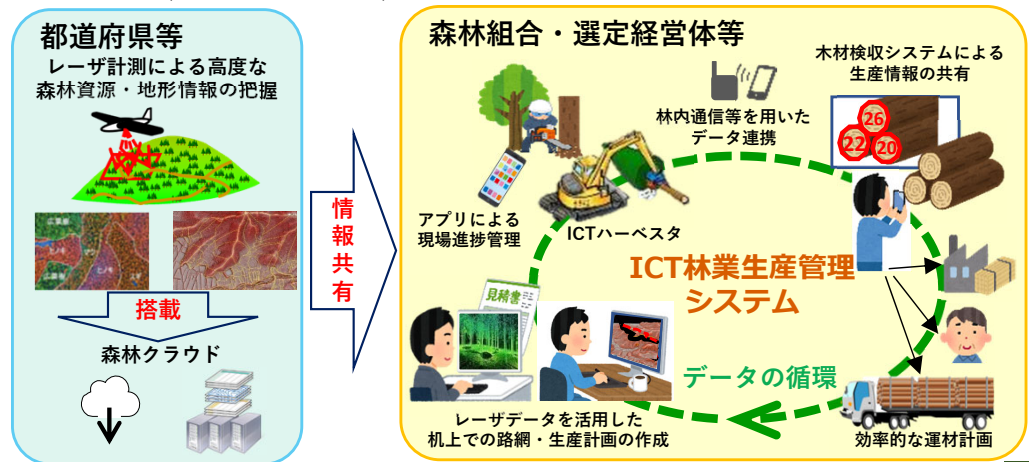 都道府県等
レーザ計測による高度な
森林資源・地形情報の把握
搭載
森林クラウド
情報共有
森林組合・選定経営体等
木材検収システムによる
生産情報の共有
林内通信等を用いた
データ連携
26
22
20
アプリによる
現場進捗管理
ICTハーベスタ
ICT林業生産管理
システム
見積書
データの循環
レーザデータを活用した
机上での路網・生産計画の作成
効率的な運材計画